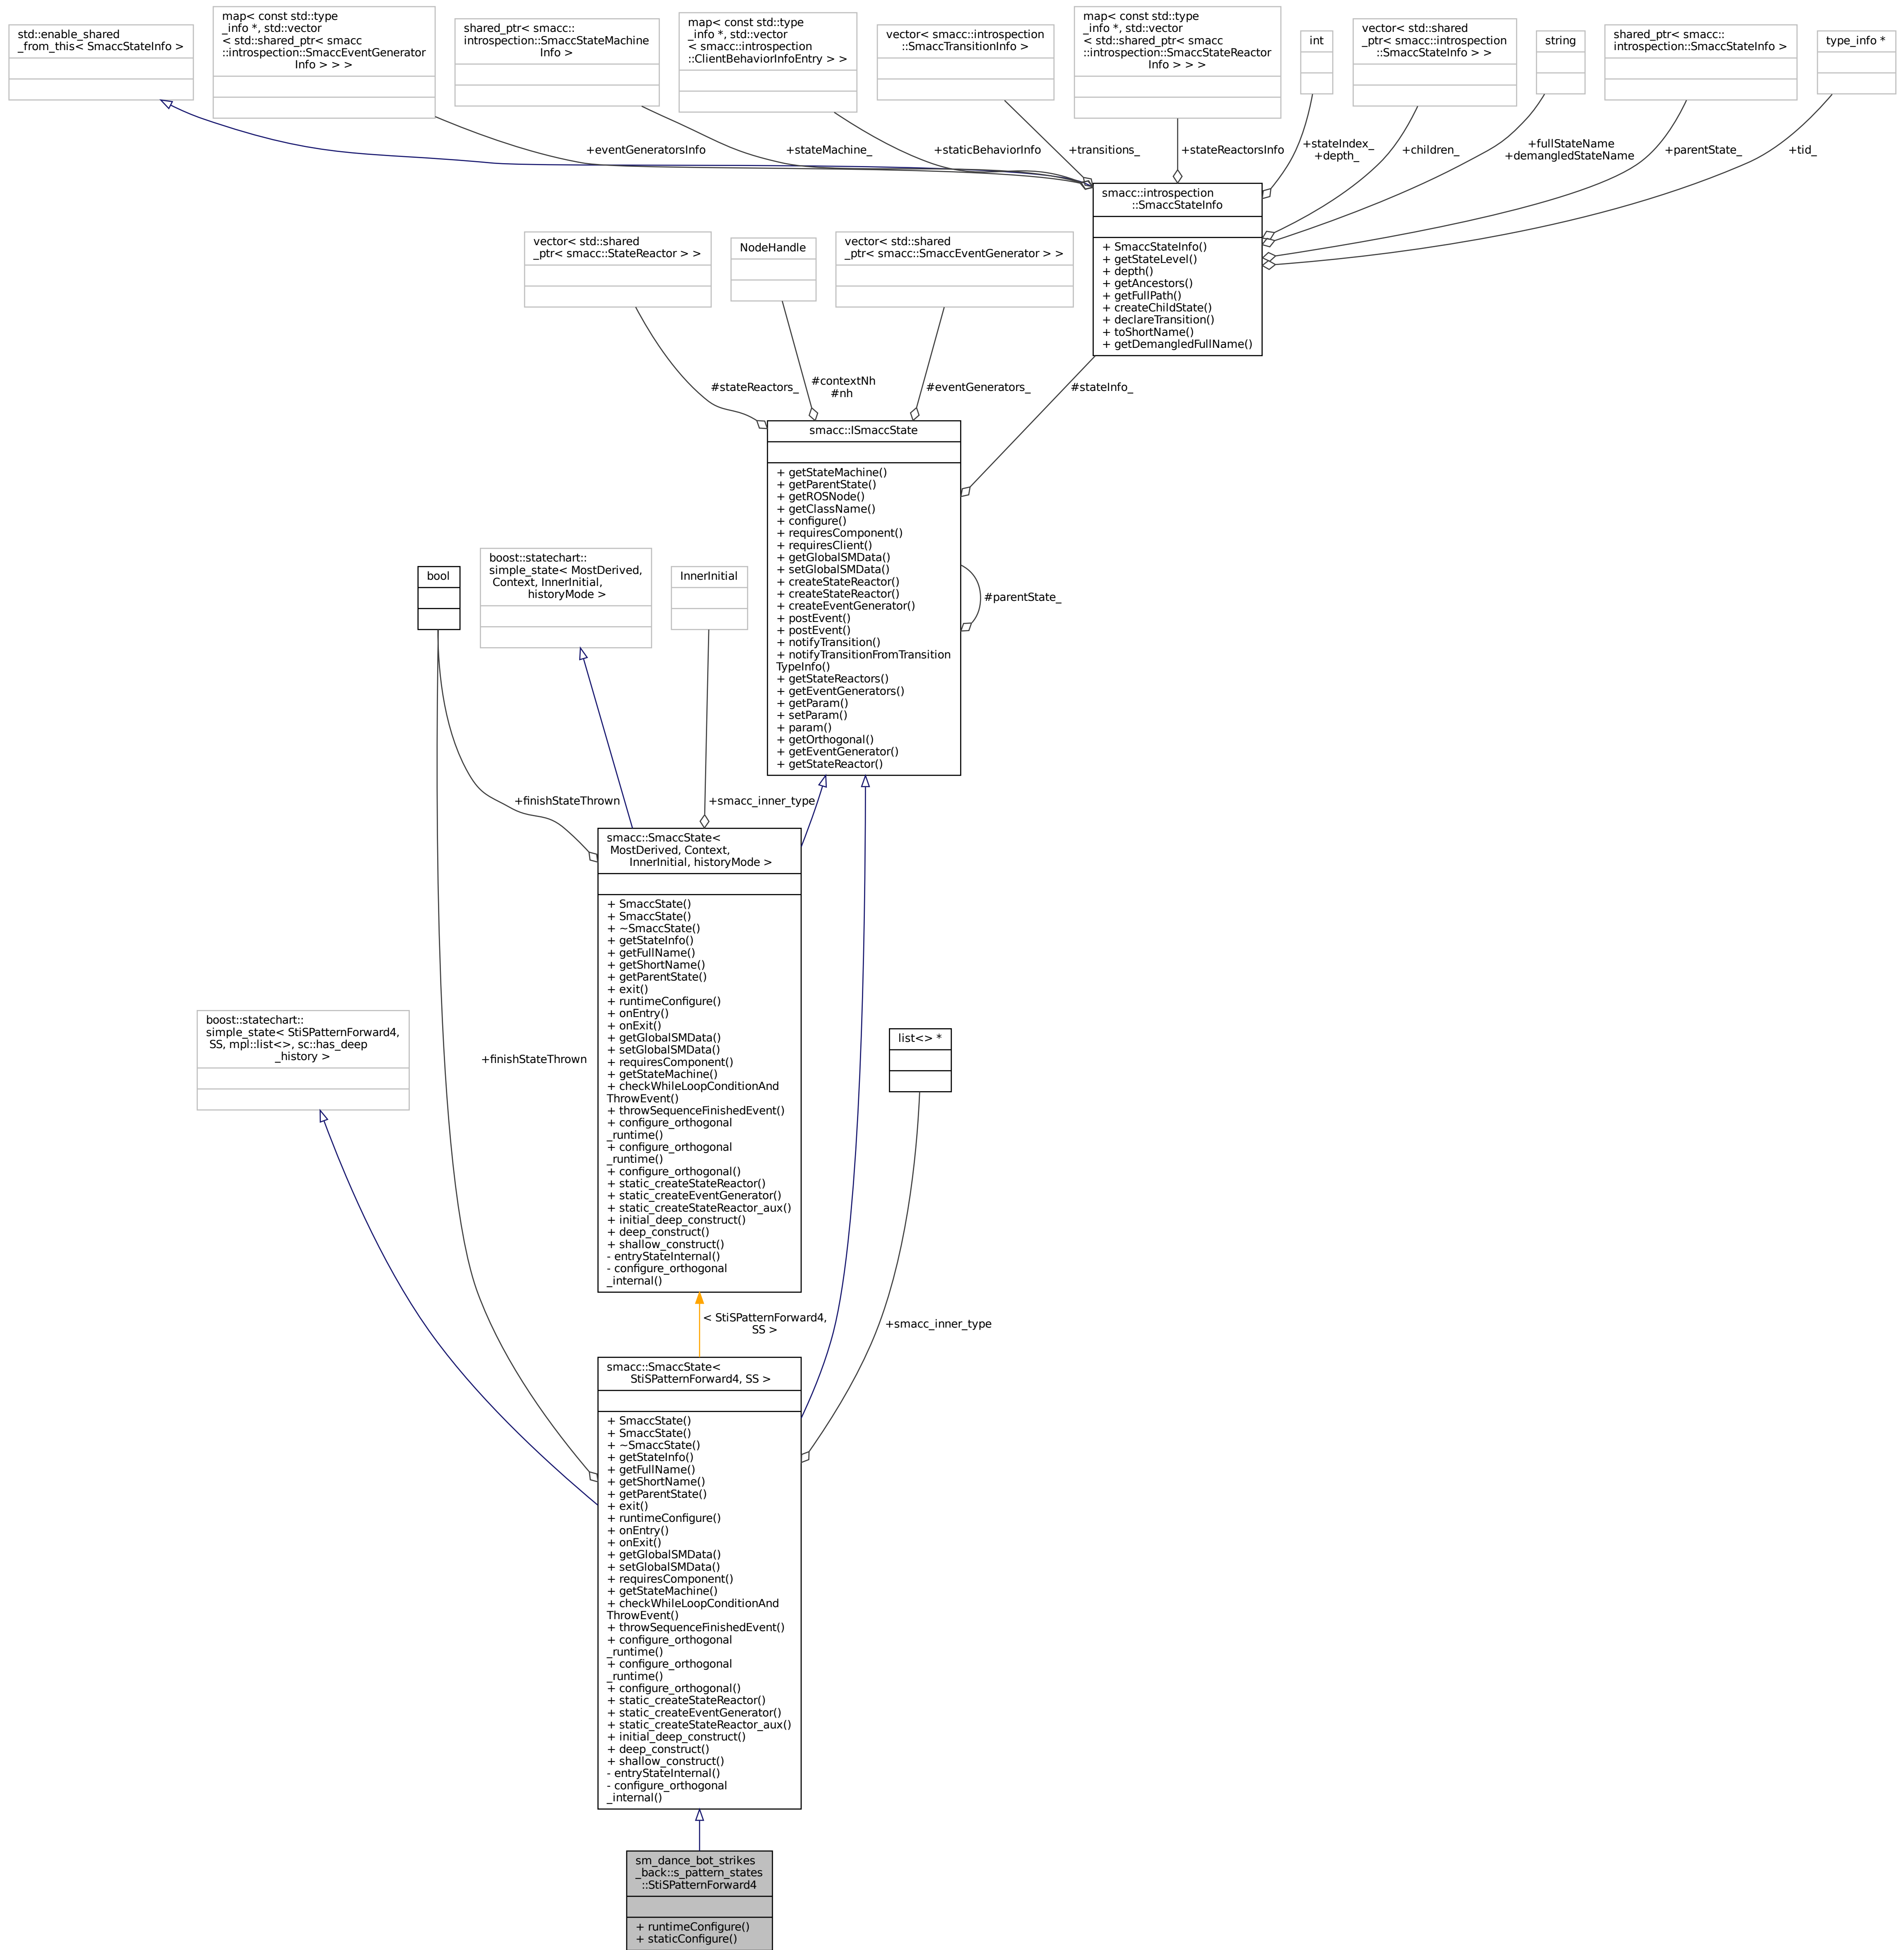 std::enable_shared
_from_this< SmaccStateInfo >
map< const std::type
_info *, std::vector
< std::shared_ptr< smacc
::introspection::SmaccEventGenerator
Info > > >
shared_ptr< smacc::
introspection::SmaccStateMachine
Info >
map< const std::type
_info *, std::vector
< smacc::introspection
::ClientBehaviorInfoEntry > >
vector< smacc::introspection
::SmaccTransitionInfo >
map< const std::type
_info *, std::vector
< std::shared_ptr< smacc
::introspection::SmaccStateReactor
Info > > >
int
vector< std::shared
_ptr< smacc::introspection
::SmaccStateInfo > >
string
shared_ptr< smacc::
introspection::SmaccStateInfo >
type_info *
+eventGeneratorsInfo
+stateMachine_
+staticBehaviorInfo
+transitions_
+stateReactorsInfo
+stateIndex_
+depth_
+children_
+fullStateName
+demangledStateName
+parentState_
+tid_
smacc::introspection
::SmaccStateInfo
+ SmaccStateInfo()
+ getStateLevel()
+ depth()
+ getAncestors()
+ getFullPath()
+ createChildState()
+ declareTransition()
+ toShortName()
+ getDemangledFullName()
vector< std::shared
_ptr< smacc::StateReactor > >
NodeHandle
vector< std::shared
_ptr< smacc::SmaccEventGenerator > >
#stateReactors_
#contextNh
#nh
#eventGenerators_
#stateInfo_
smacc::ISmaccState
+ getStateMachine()
+ getParentState()
+ getROSNode()
+ getClassName()
+ configure()
+ requiresComponent()
+ requiresClient()
+ getGlobalSMData()
+ setGlobalSMData()
+ createStateReactor()
+ createStateReactor()
+ createEventGenerator()
+ postEvent()
+ postEvent()
+ notifyTransition()
+ notifyTransitionFromTransition
TypeInfo()
+ getStateReactors()
+ getEventGenerators()
+ getParam()
+ setParam()
+ param()
+ getOrthogonal()
+ getEventGenerator()
+ getStateReactor()
#parentState_
bool
boost::statechart::
simple_state< MostDerived,
Context, InnerInitial,
historyMode >
InnerInitial
+finishStateThrown
+smacc_inner_type
smacc::SmaccState<
MostDerived, Context,
InnerInitial, historyMode >
+ SmaccState()
+ SmaccState()
+ ~SmaccState()
+ getStateInfo()
+ getFullName()
+ getShortName()
+ getParentState()
+ exit()
+ runtimeConfigure()
+ onEntry()
+ onExit()
+ getGlobalSMData()
+ setGlobalSMData()
+ requiresComponent()
+ getStateMachine()
+ checkWhileLoopConditionAnd
ThrowEvent()
+ throwSequenceFinishedEvent()
+ configure_orthogonal
_runtime()
+ configure_orthogonal
_runtime()
+ configure_orthogonal()
+ static_createStateReactor()
+ static_createEventGenerator()
+ static_createStateReactor_aux()
+ initial_deep_construct()
+ deep_construct()
+ shallow_construct()
- entryStateInternal()
- configure_orthogonal
_internal()
boost::statechart::
simple_state< StiSPatternForward4,
SS, mpl::list<>, sc::has_deep
_history >
+finishStateThrown
list<> *
< StiSPatternForward4,
SS >
+smacc_inner_type
smacc::SmaccState<
StiSPatternForward4, SS >
+ SmaccState()
+ SmaccState()
+ ~SmaccState()
+ getStateInfo()
+ getFullName()
+ getShortName()
+ getParentState()
+ exit()
+ runtimeConfigure()
+ onEntry()
+ onExit()
+ getGlobalSMData()
+ setGlobalSMData()
+ requiresComponent()
+ getStateMachine()
+ checkWhileLoopConditionAnd
ThrowEvent()
+ throwSequenceFinishedEvent()
+ configure_orthogonal
_runtime()
+ configure_orthogonal
_runtime()
+ configure_orthogonal()
+ static_createStateReactor()
+ static_createEventGenerator()
+ static_createStateReactor_aux()
+ initial_deep_construct()
+ deep_construct()
+ shallow_construct()
- entryStateInternal()
- configure_orthogonal
_internal()
sm_dance_bot_strikes
_back::s_pattern_states
::StiSPatternForward4
+ runtimeConfigure()
+ staticConfigure()